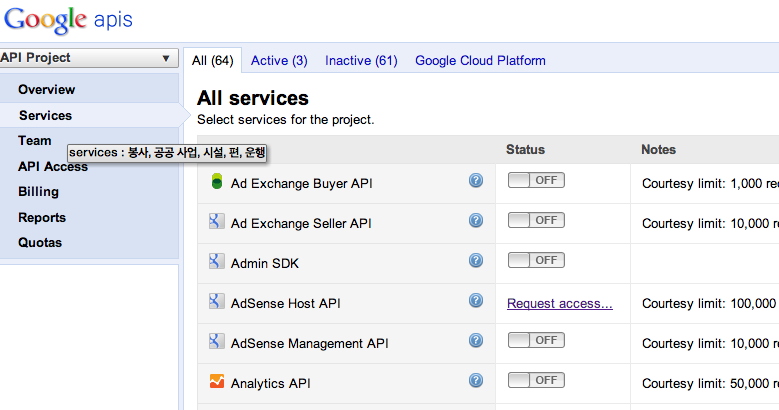 Google apis
API Project
All (64) Active (3) Inactive (61) Google Cloud Platform
Overview
Services
Team
API Access
Billing
Reports
Quotas
services : 봉사, 공공 사업, 시설, 편, 운행
All services
Select services for the project.
Status Notes
Ad Exchange Buyer API ? OFF Courtesy limit: 1,000
Ad Exchange Seller API ? OFF Courtesy limit: 10,000
Admin SDK ? OFF
AdSense Host API ? Request access... Courtesy limit: 100,000
AdSense Management API ? OFF Courtesy limit: 10,000
Analytics API ? OFF Courtesy limit: 50,000